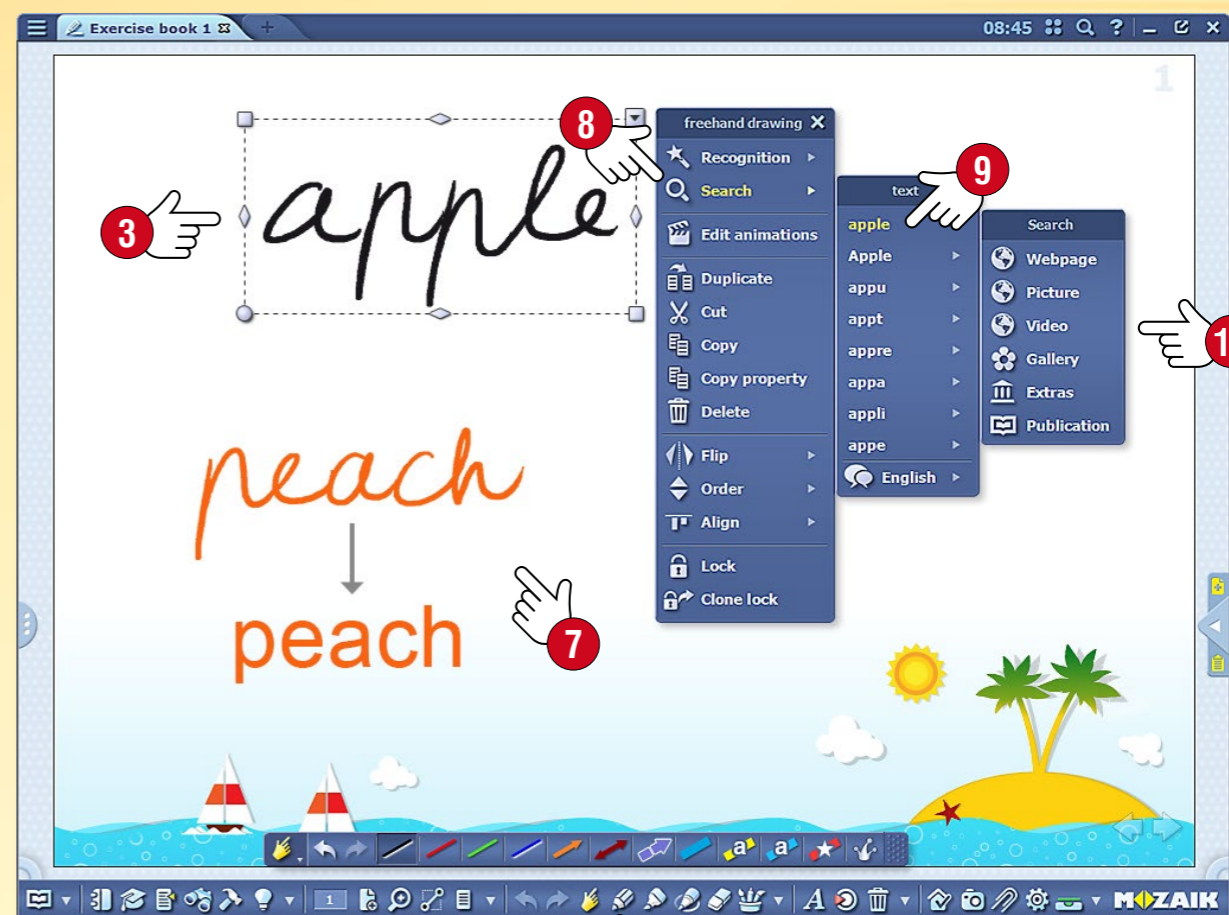 Exercise book 1
08:45
1
apple
peach
peach
3
8
9
7
1
freehand drawing
Recognition
Search
Edit animations
Duplicate
Cut
Copy
Copy property
Delete
Flip
Order
Align
Lock
Clone lock
text
apple
Apple
appu
appt
appre
appa
appli
appe
English
Search
Webpage
Picture
Video
Gallery
Extras
Publication
a a
1
A
MOZAIK